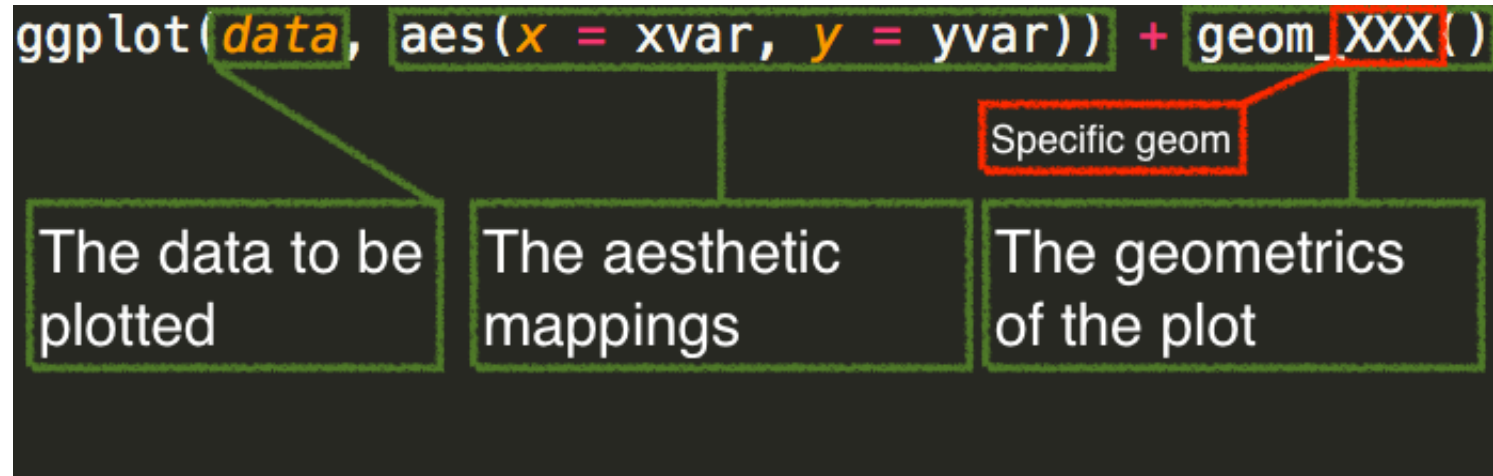 ggplot(data, aes(x = xvar, y = yvar)) + geom_XXX()
Specific geom
The data to be
plotted
The aesthetic
mappings
The geometrics
of the plot